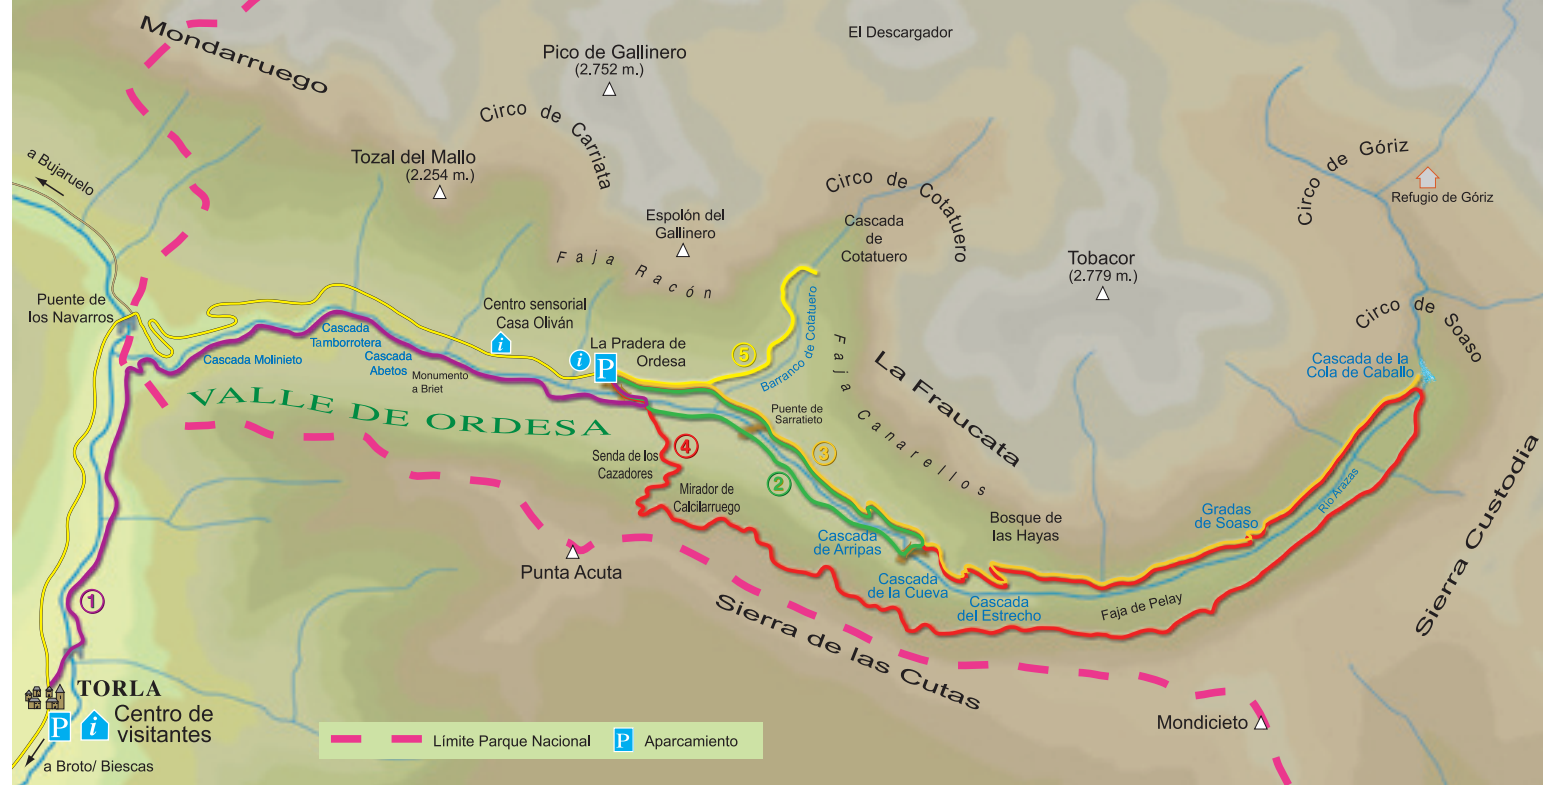 Mondarruego
El Descargador
Pico de Gallinero
(2.752 m.)
Circo de Carriata
Tozal del Mallo
(2.254 m.)
a Bujaruelo
Circo de Góriz
Refugio de Góriz
Circo de Cotatuero
Cascada
de
Cotatuero
Espolón del
Gallinero
Faja Racón
Tobacor
(2.779 m.)
Puente de
los Navarros
Centro sensorial
Casa Oliván
i
i
La Pradera de
Ordesa
P
Circo de Soaso
Cascada
Tamborrotera
Cascada Molinieto
Cascada
Abetos
Monumento
a Briet
5
Barranco de Cotatuero
Faja Canarellos
La Fraucata
Cascada de la
Cola de Caballo
VALLE DE ORDESA
Puente de
Sarratieto
4
3
2
Senda de los
Cazadores
Mirador de
Calcilarruego
Río Arazas
Gradas
de Soaso
Bosque de
las Hayas
Cascada
de Arripas
Cascada
de la Cueva
Cascada
del Estrecho
Faja de Pelay
Sierra Custodia
Punta Acuta
Sierra de las Cutas
1
Mondicieto
TORLA
P
i
Centro de
visitantes
a Broto/ Biescas
Límite Parque Nacional
P
Aparcamiento